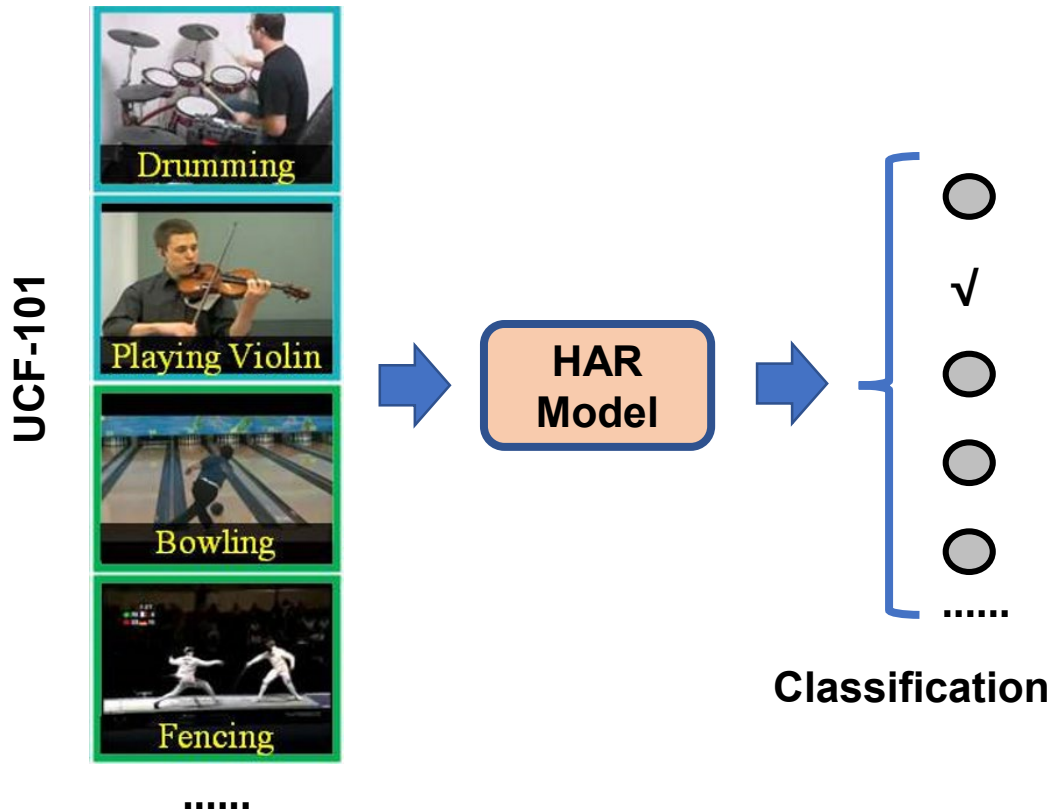 UCF-101
Drumming
Playing Violin
Bowling
Fencing
......
HAR
Model
√
......
Classification